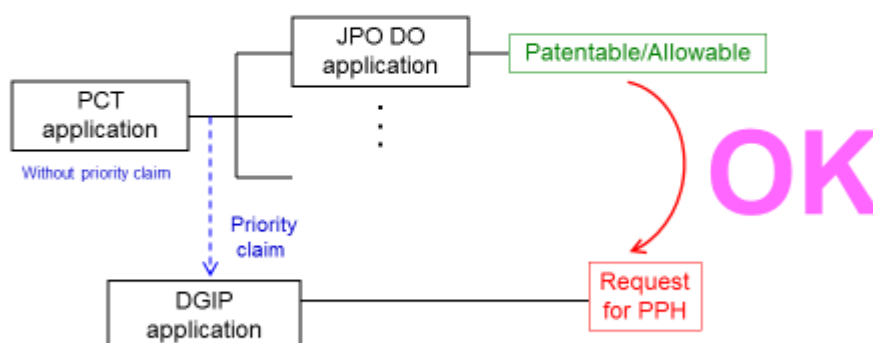 JPO DO
application
Patentable/Allowable
PCT
application
Without priority claim
OK
Priority
claim
DGIP
application
Request
for PPH